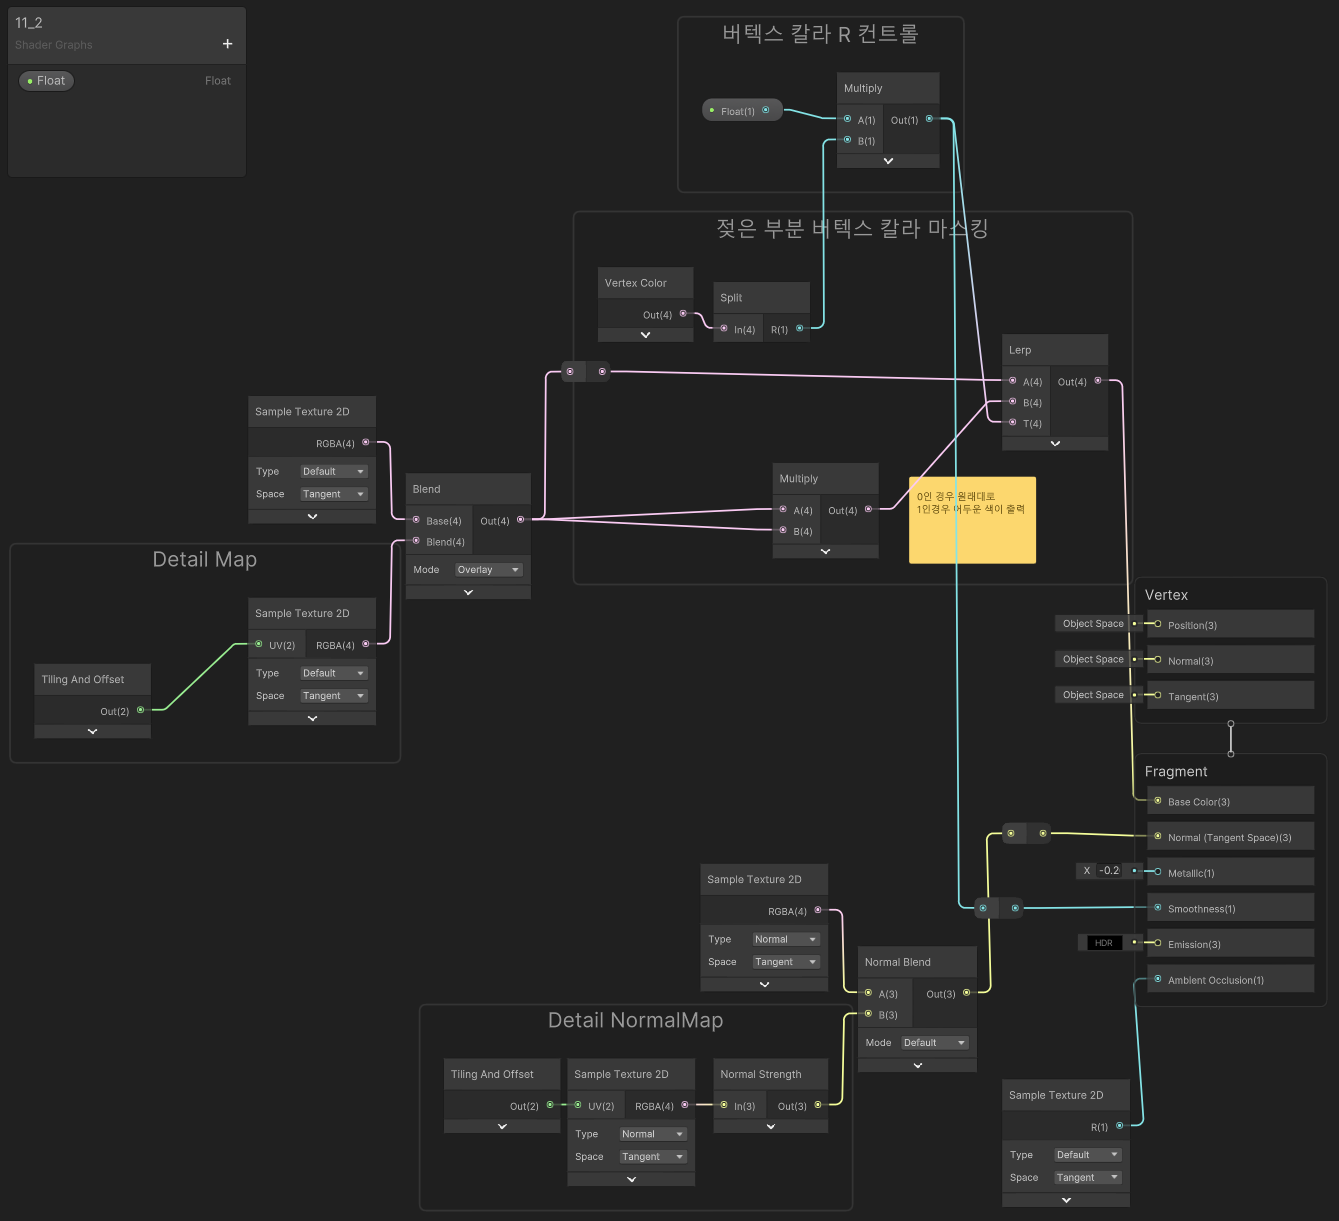 11_2
Shader Graphs
+
Float
Float
버텍스 칼라 R 컨트롤
Float(1)
Multiply
A(1)
Out(1)
B(1)
젖은 부분 버텍스 칼라 마스킹
Vertex Color
Out(4)
Split
In(4)
R(1)
Lerp
A(4)
Out(4)
B(4)
T(4)
Multiply
A(4)
Out(4)
B(4)
0인 경우 원래대로
1인경우 어두운 색이 출력
Sample Texture 2D
RGBA(4)
Type
Default
Space
Tangent
Blend
Base(4)
Out(4)
Blend(4)
Mode
Overlay
Detail Map
Sample Texture 2D
UV(2)
RGBA(4)
Type
Default
Space
Tangent
Tiling And Offset
Out(2)
Vertex
Object Space
Position(3)
Object Space
Normal(3)
Object Space
Tangent(3)
Fragment
Base Color(3)
Normal (Tangent Space)(3)
X -0.2
Metallic(1)
Smoothness(1)
HDR
Emission(3)
Ambient Occlusion(1)
Sample Texture 2D
RGBA(4)
Type
Normal
Space
Tangent
Normal Blend
A(3)
Out(3)
B(3)
Mode
Default
Detail NormalMap
Tiling And Offset
Out(2)
Sample Texture 2D
UV(2)
RGBA(4)
Type
Normal
Space
Tangent
Normal Strength
In(3)
Out(3)
Sample Texture 2D
R(1)
Type
Default
Space
Tangent